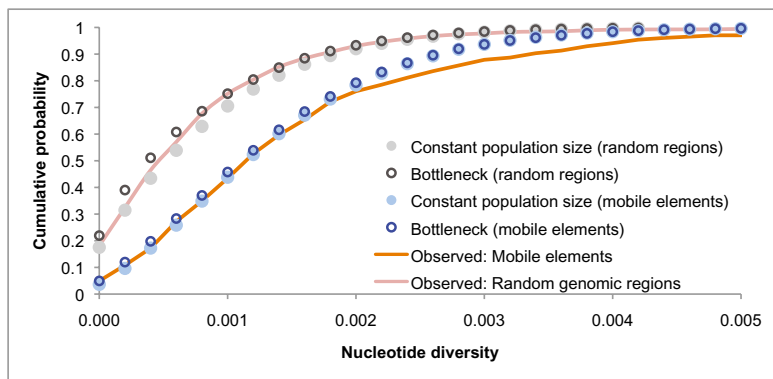 1
0.9
0.8
0.7
0.6
0.5
0.4
0.3
0.2
0.1
0
Cumulative probability
Constant population size (random regions)
Bottleneck (random regions)
Constant population size (mobile elements)
Bottleneck (mobile elements)
Observed: Mobile elements
Observed: Random genomic regions
0.000 0.001 0.002 0.003 0.004 0.005
Nucleotide diversity